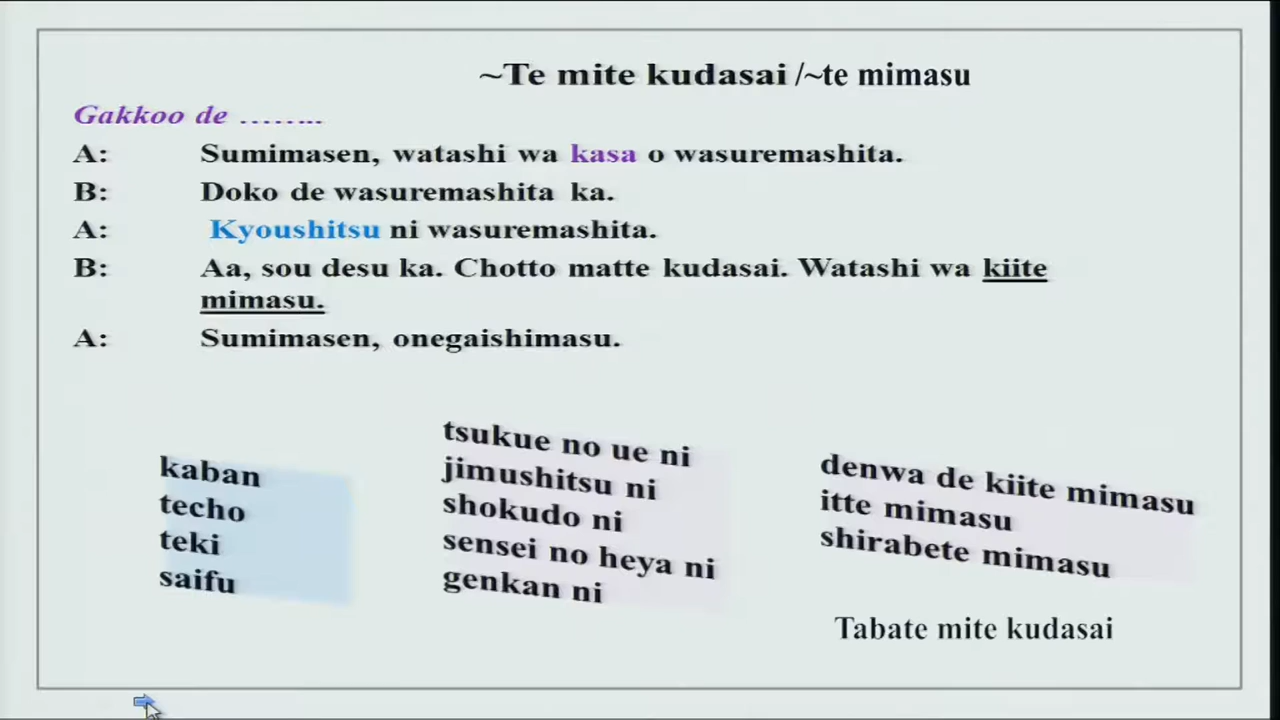 ~Te mite kudasai /~te mimasu
Gakkoo de ……..
A: Sumimasen, watashi wa kasa o wasuremashita.
B: Doko de wasuremashita ka.
A: Kyoushitsu ni wasuremashita.
B: Aa, sou desu ka. Chotto matte kudasai. Watashi wa kiite
mimasu.
A: Sumimasen, onegaishimasu.
kaban
techo
teki
saifu
tsukue no ue ni
jimushitsu ni
shokudo ni
sensei no heya ni
genkan ni
denwa de kiite mimasu
itte mimasu
shirabete mimasu
Tabate mite kudasai